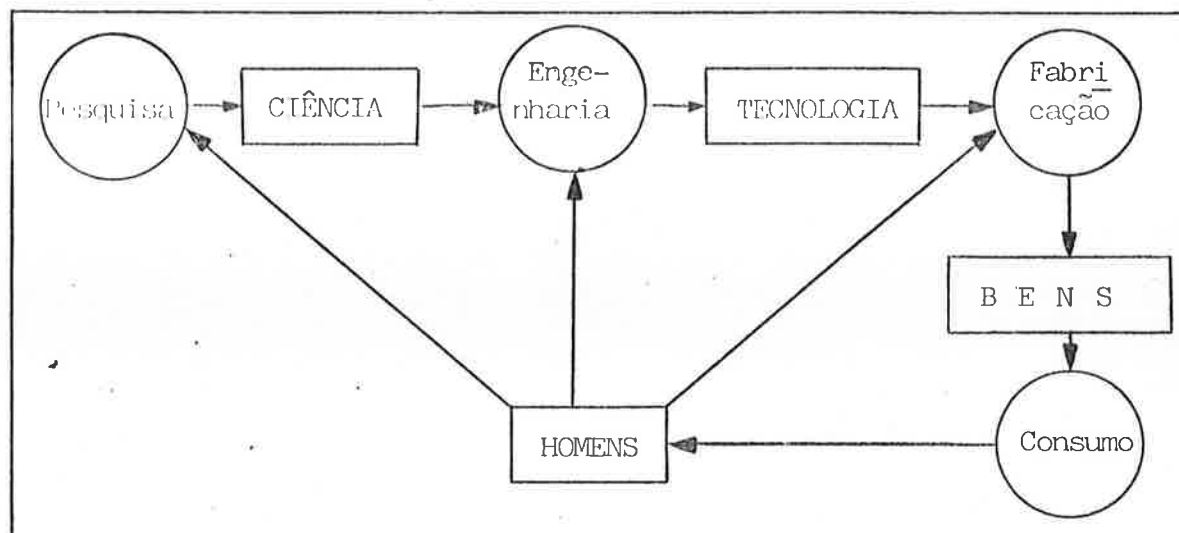 Pesquisa
CIÊNCIA
Enge-
nharia
TECNOLOGIA
Fabri
cação
B E N S
Consumo
HOMENS